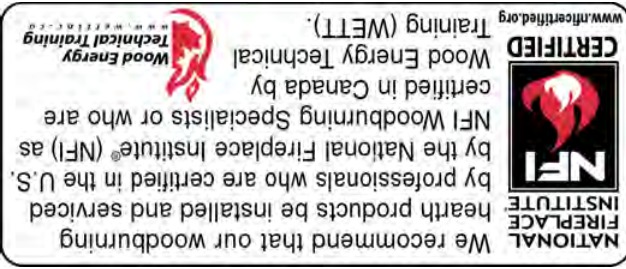 NATIONAL
FIREPLACE
INSTITUTE®
NFI
CERTIFIED
www.nficertified.org
We recommend that our woodburning
hearth products be installed and serviced
by professionals who are certified in the U.S.
by the National Fireplace Institute® (NFI) as
NFI Woodburning Specialists or who are
certified in Canada by
Wood Energy Technical
Training (WETT).
Wood Energy
Technical Training
www.wettinc.ca